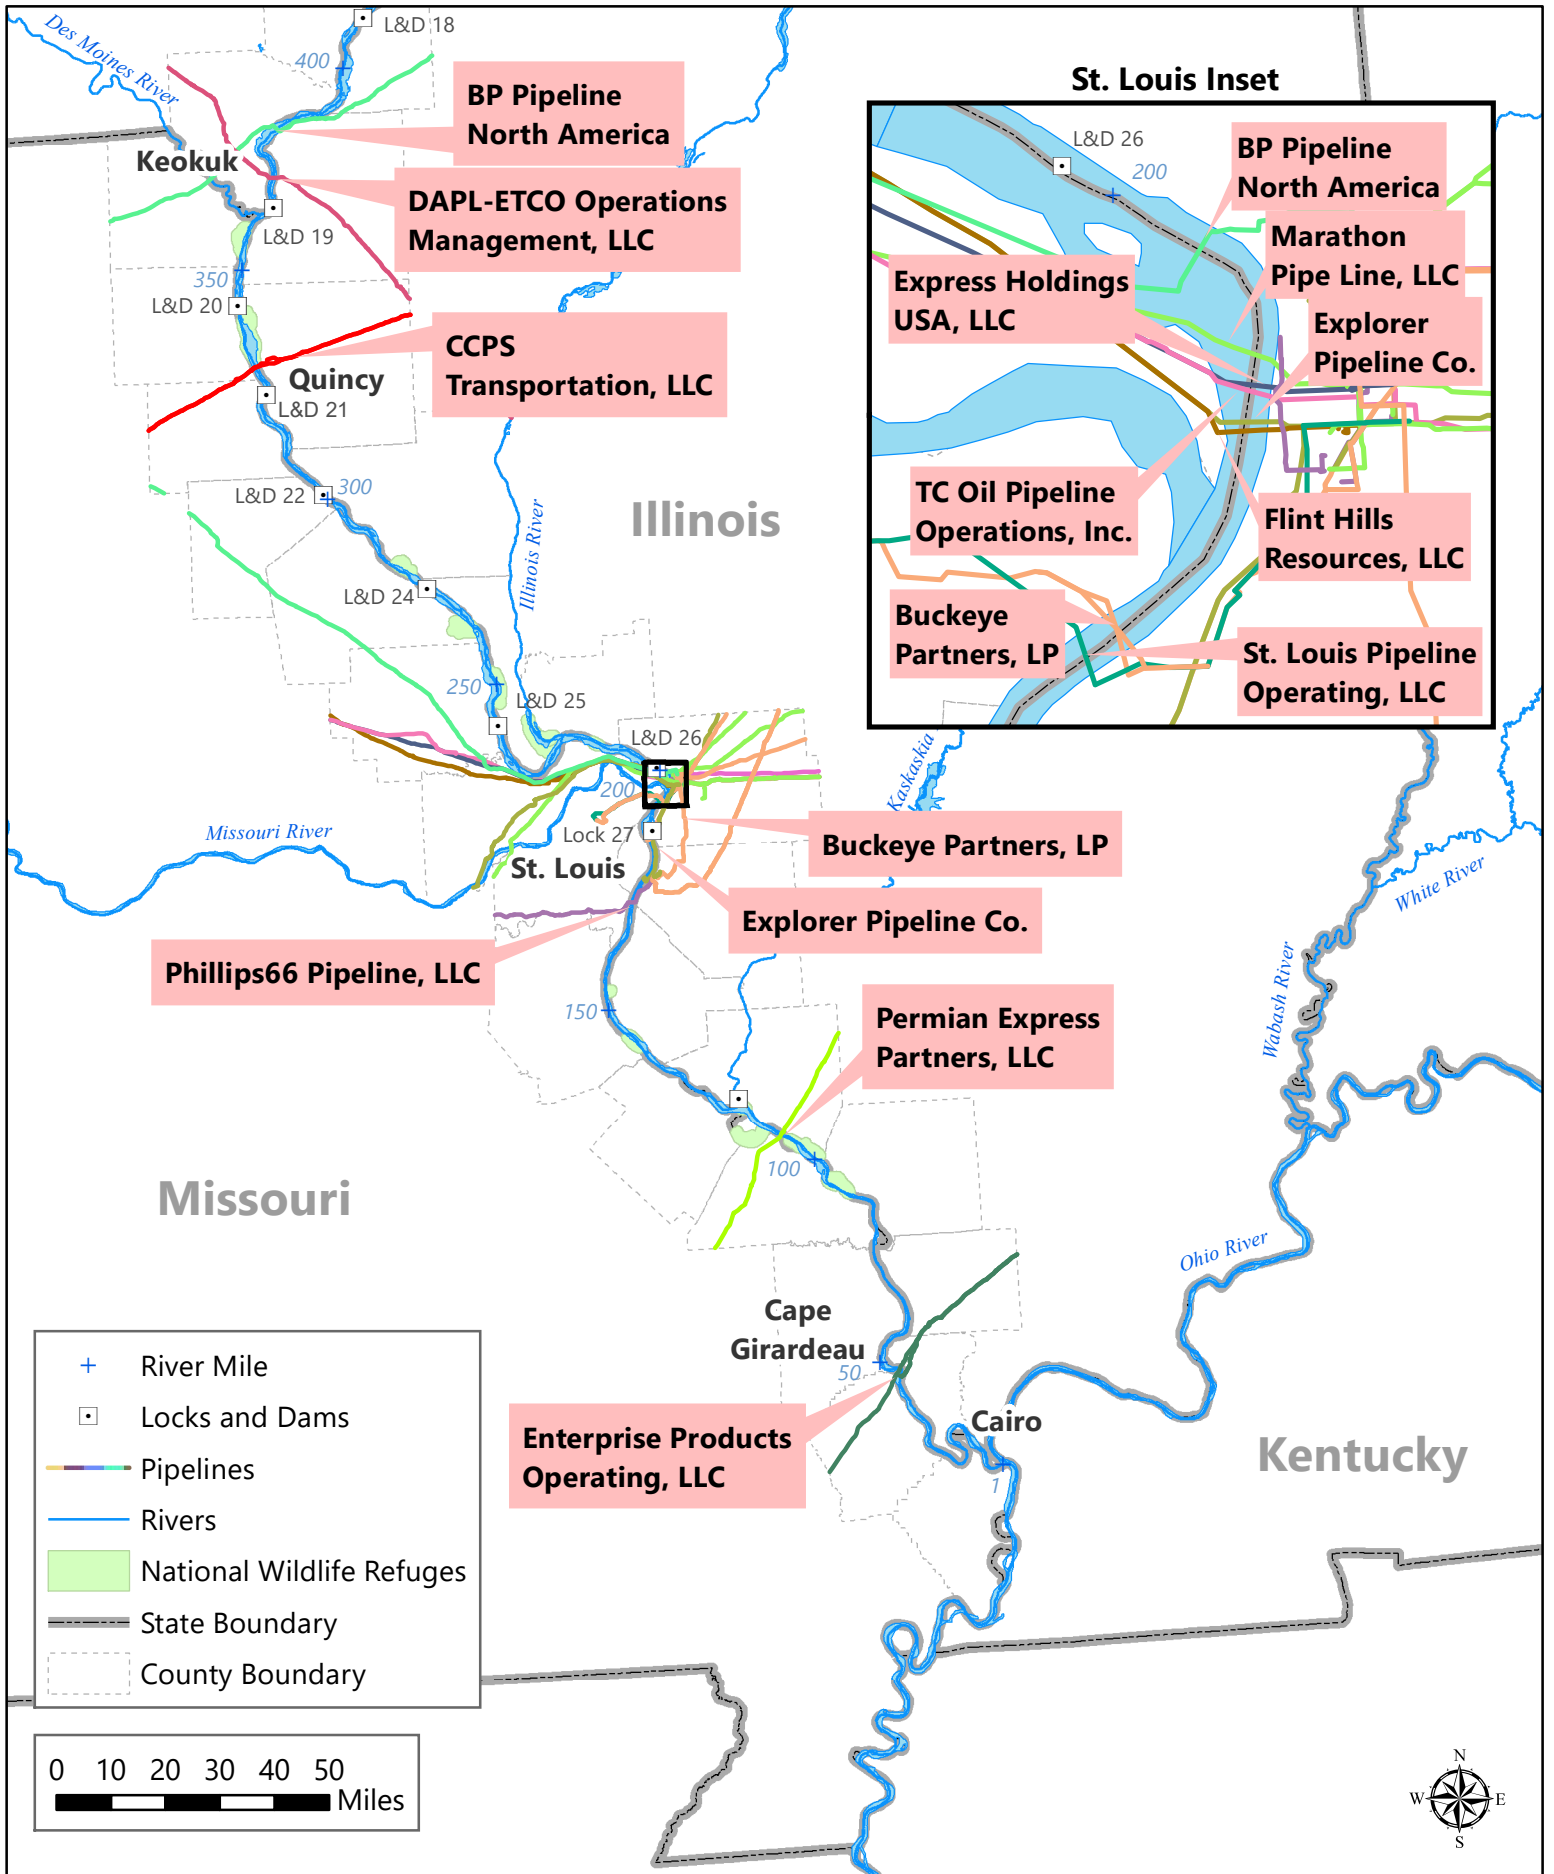 L&D 18
Des Moines River
400
BP Pipeline
North America
Keokuk
DAPL-ETCO Operations
Management, LLC
L&D 19
350
L&D 20
CCPS
Transportation, LLC
Quincy
L&D 21
L&D 22
300
Illinois
Illinois River
L&D 24
250
L&D 25
L&D 26
200
Kaskaskia
Missouri River
Lock 27
Buckeye Partners, LP
St. Louis
Explorer Pipeline Co.
Phillips66 Pipeline, LLC
150
Permian Express
Partners, LLC
100
Missouri
White River
Wabash River
Ohio River
Cape
Girardeau
50
Cairo
1
Enterprise Products
Operating, LLC
Kentucky
St. Louis Inset
L&D 26
200
BP Pipeline
North America
Marathon
Pipe Line, LLC
Express Holdings
USA, LLC
Explorer
Pipeline Co.
TC Oil Pipeline
Operations, Inc.
Flint Hills
Resources, LLC
Buckeye
Partners, LP
St. Louis Pipeline
Operating, LLC
River Mile
Locks and Dams
Pipelines
Rivers
National Wildlife Refuges
State Boundary
County Boundary
0 10 20 30 40 50
Miles
N
W E
S